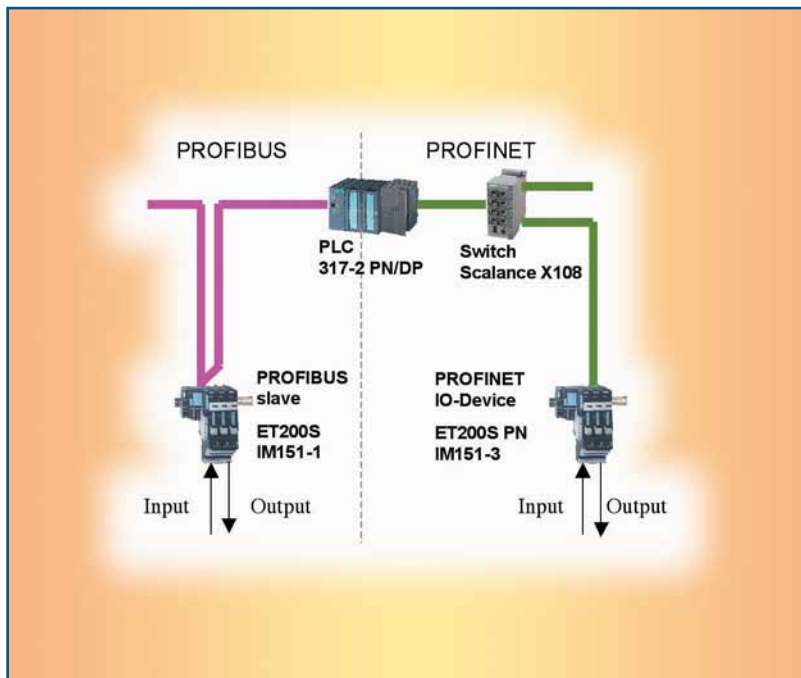 PROFIBUS
PROFINET
PLC
317-2 PN/DP
Switch
Scalance X108
PROFIBUS
slave
ET200S
IM151-1
PROFINET
IO-Device
ET200S PN
IM151-3
Input
Output
Input
Output